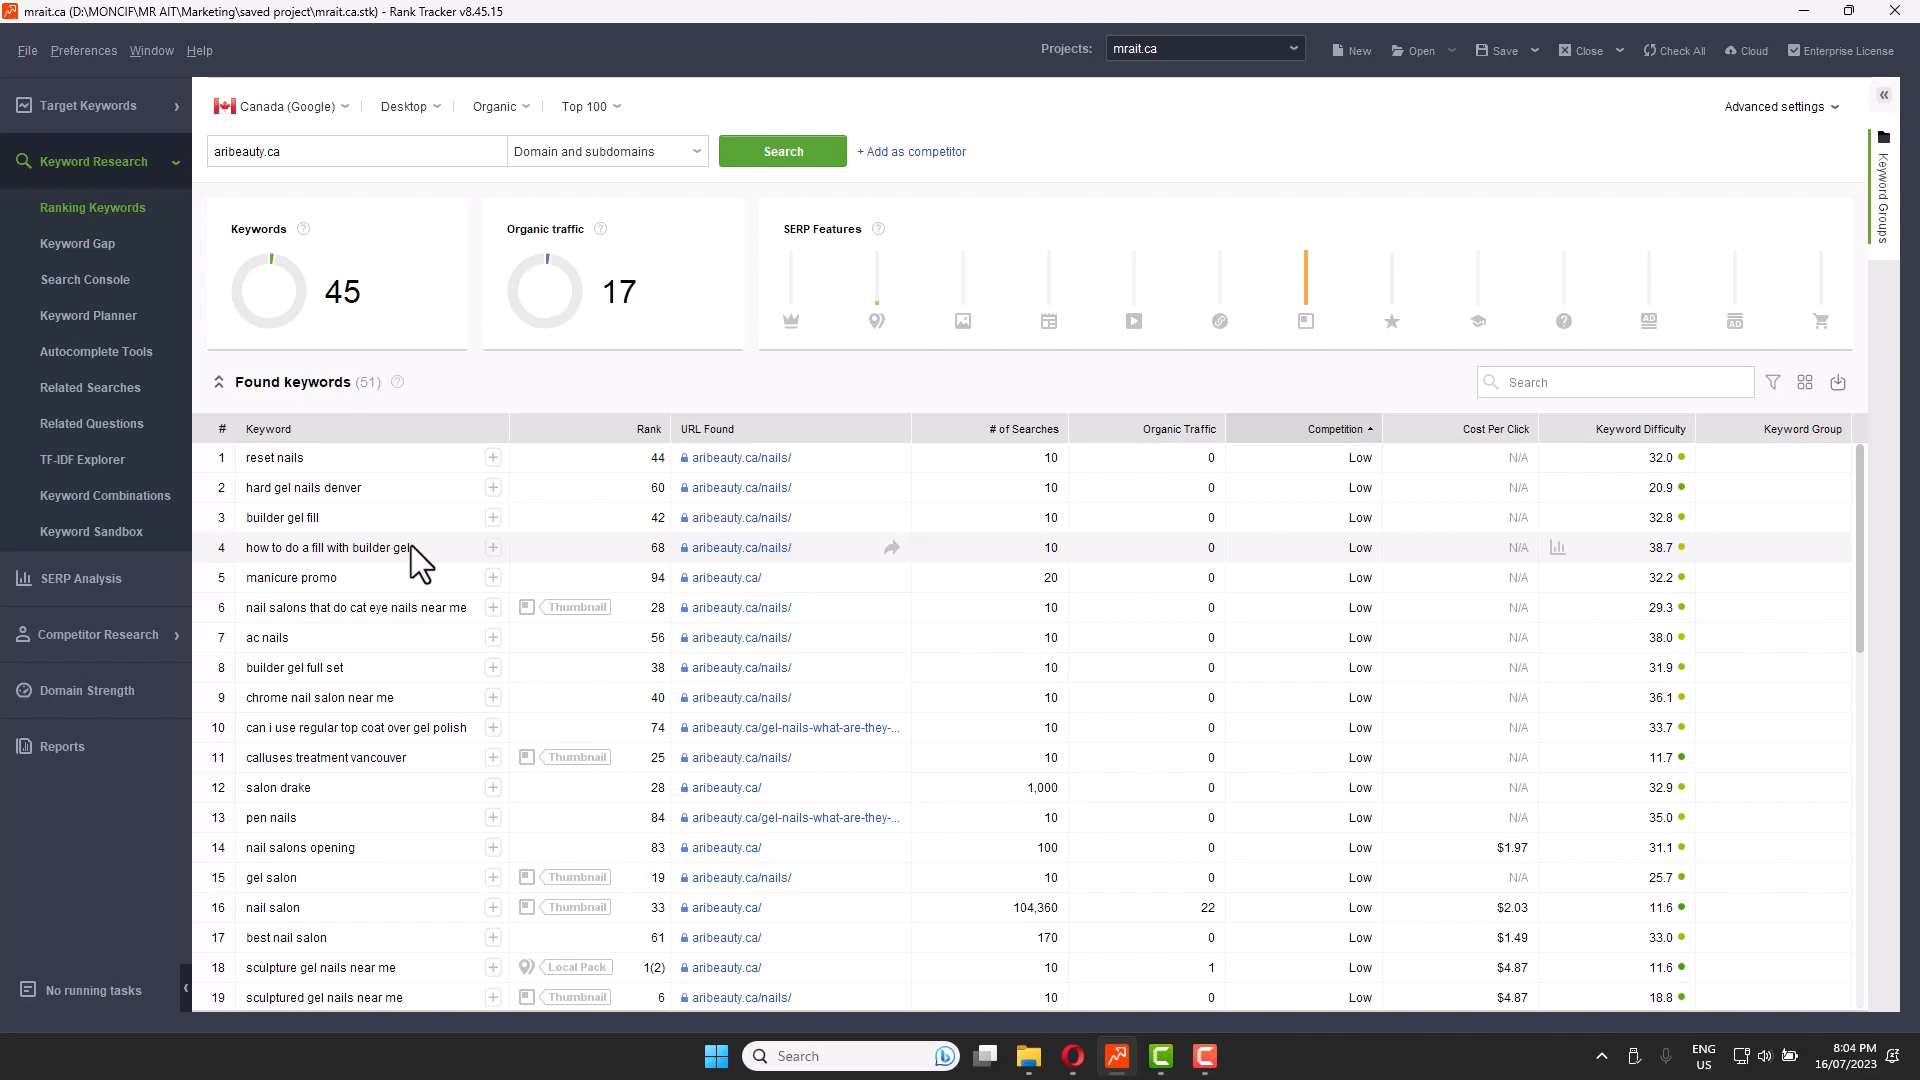 mrait.ca (D:\MONCIF\MR AIT\Marketing\saved project\mrait.ca.stk) - Rank Tracker v8.45.15
File Preferences Window Help Projects: mrait.ca New Open Save Close Check All Cloud Enterprise License
Target Keywords
Keyword Research
Ranking Keywords
Keyword Gap
Search Console
Keyword Planner
Autocomplete Tools
Related Searches
Related Questions
TF-IDF Explorer
Keyword Combinations
Keyword Sandbox
SERP Analysis
Competitor Research
Domain Strength
Reports
No running tasks
Canada (Google) Desktop Organic Top 100 Advanced settings
aribeauty.ca Domain and subdomains Search + Add as competitor
Keyword Groups
Keywords ? Organic traffic ? SERP Features ?
45 17
AD AD
Found keywords (51) ? Search
# Keyword Rank URL Found # of Searches Organic Traffic Competition Cost Per Click Keyword Difficulty Keyword Group
1 reset nails 44 aribeauty.ca/nails/ 10 0 Low N/A 32.0
2 hard gel nails denver 60 aribeauty.ca/nails/ 10 0 Low N/A 20.9
3 builder gel fill 42 aribeauty.ca/nails/ 10 0 Low N/A 32.8
4 how to do a fill with builder gel 68 aribeauty.ca/nails/ 10 0 Low N/A 38.7
5 manicure promo 94 aribeauty.ca/ 20 0 Low N/A 32.2
6 nail salons that do cat eye nails near me Thumbnail 28 aribeauty.ca/nails/ 10 0 Low N/A 29.3
7 ac nails 56 aribeauty.ca/nails/ 10 0 Low N/A 38.0
8 builder gel full set 38 aribeauty.ca/nails/ 10 0 Low N/A 31.9
9 chrome nail salon near me 40 aribeauty.ca/nails/ 10 0 Low N/A 36.1
10 can i use regular top coat over gel polish 74 aribeauty.ca/gel-nails-what-are-they-... 10 0 Low N/A 33.7
11 calluses treatment vancouver Thumbnail 25 aribeauty.ca/nails/ 10 0 Low N/A 11.7
12 salon drake 28 aribeauty.ca/ 1,000 0 Low N/A 32.9
13 pen nails 84 aribeauty.ca/gel-nails-what-are-they-... 10 0 Low N/A 35.0
14 nail salons opening 83 aribeauty.ca/ 100 0 Low $1.97 31.1
15 gel salon Thumbnail 19 aribeauty.ca/nails/ 10 0 Low N/A 25.7
16 nail salon Thumbnail 33 aribeauty.ca/ 104,360 22 Low $2.03 11.6
17 best nail salon 61 aribeauty.ca/ 170 0 Low $1.49 33.0
18 sculpture gel nails near me Local Pack 1(2) aribeauty.ca/ 10 1 Low $4.87 11.6
19 sculptured gel nails near me Thumbnail 6 aribeauty.ca/nails/ 10 0 Low $4.87 18.8
Search ENG US 8:04 PM 16/07/2023